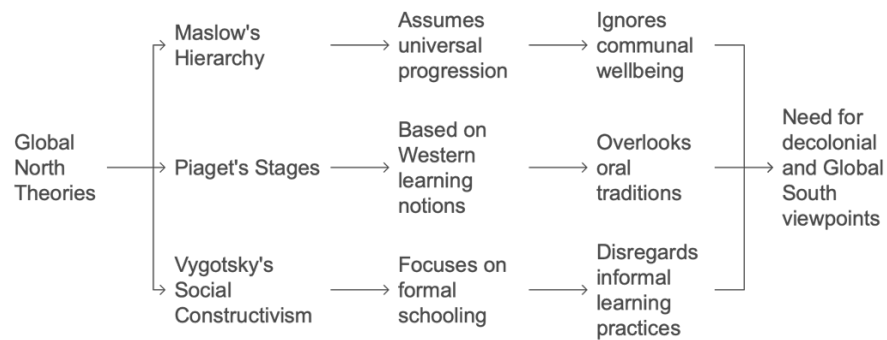 Global
North
Theories
Maslow's
Hierarchy
Assumes
universal
progression
Ignores
communal
wellbeing
Piaget's Stages
Based on
Western
learning
notions
Overlooks
oral
traditions
Vygotsky's
Social
Constructivism
Focuses on
formal
schooling
Disregards
informal
learning
practices
Need for
decolonial
and Global
South
viewpoints